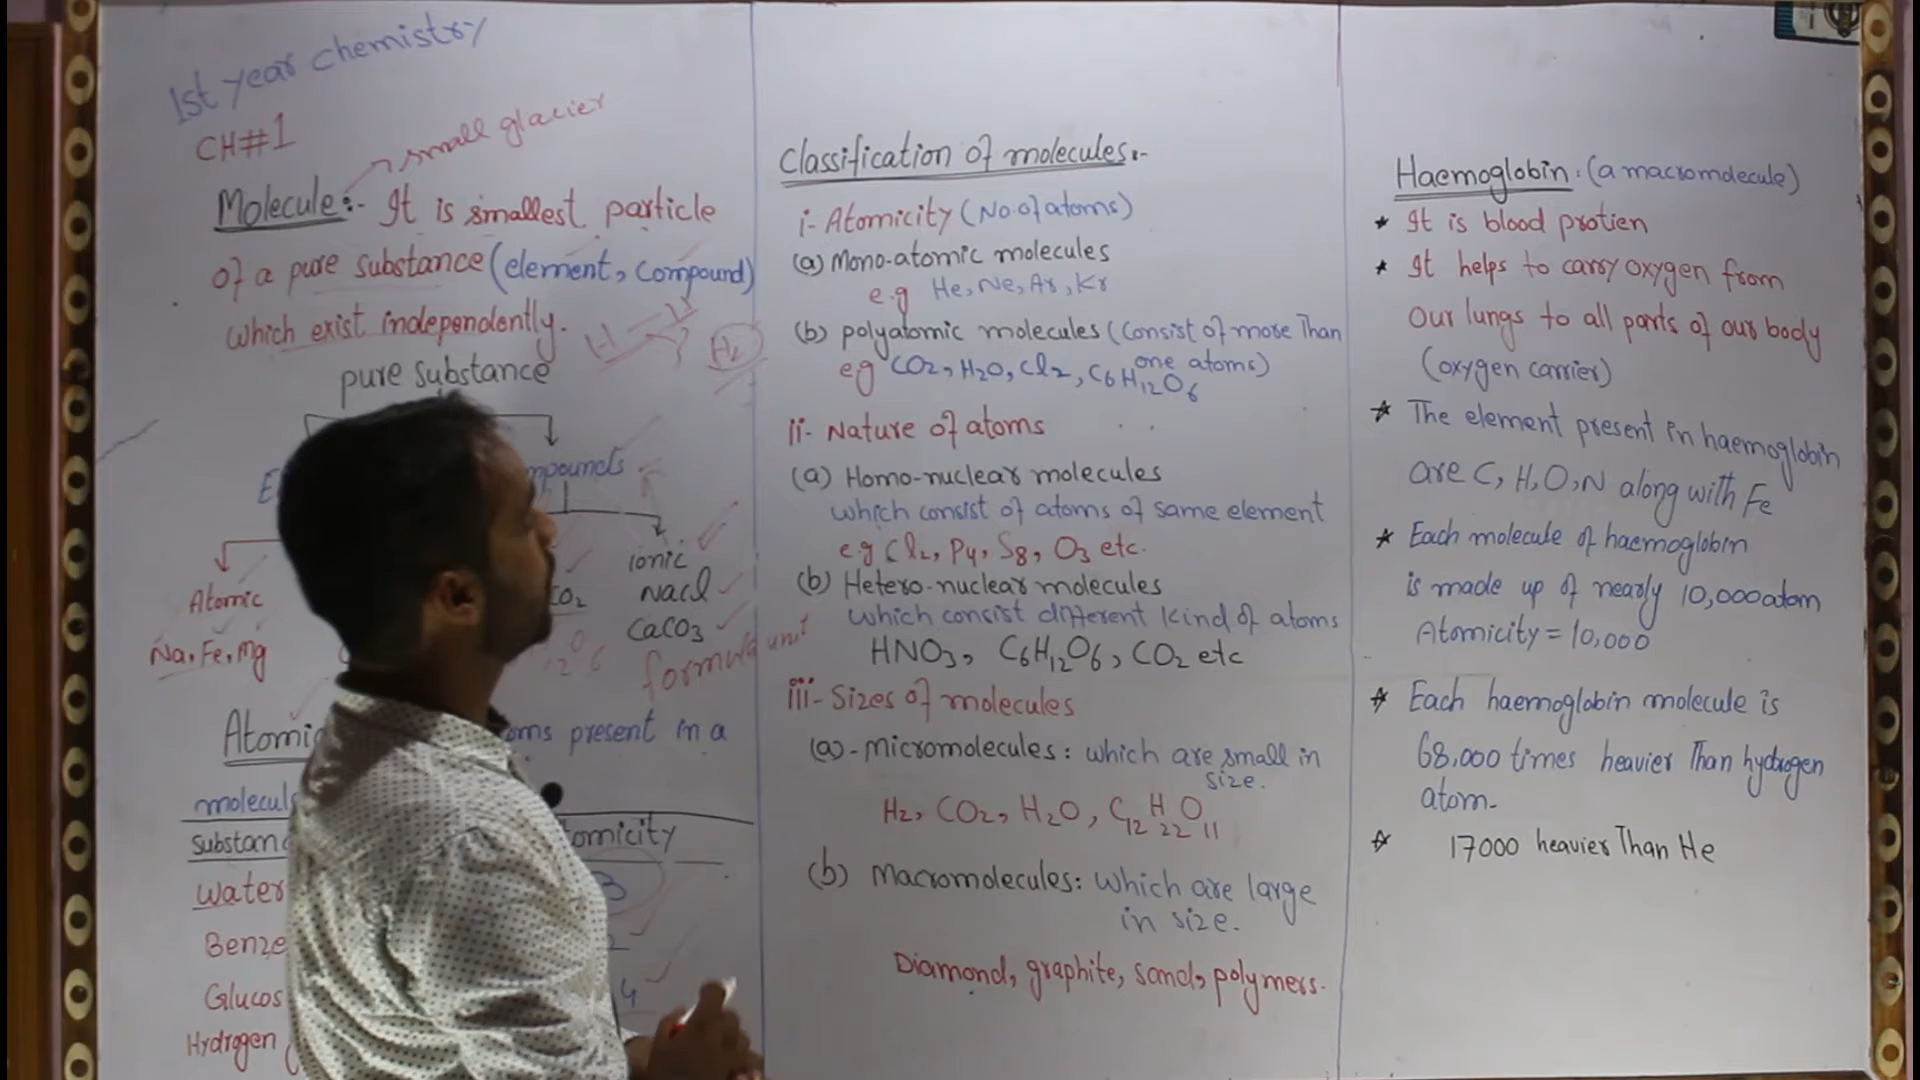 1st year chemistry
CH#1
small glacier
Molecule:- It is smallest particle
of a pure substance (element, compound)
which exist independently.
H2
pure substance
mpounds
ionic
Atomic
CO2
NaCl
CaCO3
Na, Fe, Mg
formula unit
Atomi
oms present in a
molecul
Substan
tomicity
Water
3
Benze
Glucos
Hydrogen
Classification of molecules:-
i- Atomicity (No. of atoms)
(a) Mono-atomic molecules
e.g He, Ne, Ar, Kr
(b) polyatomic molecules (consist of more Than
one atoms)
eg CO2, H2O, Cl2, C6H12O6
ii- Nature of atoms
(a) Homo-nuclear molecules
which consist of atoms of same element
e.g Cl2, P4, S8, O3 etc.
(b) Hetero-nuclear molecules
which consist different kind of atoms
HNO3, C6H12O6, CO2 etc
iii- Sizes of molecules
(a)- micromolecules: which are small in
size.
H2, CO2, H2O, C12H22O11
(b) macromolecules: which are large
in size.
Diamond, graphite, sand, polymers.
Haemoglobin: (a macromolecule)
* It is blood protien
* It helps to carry oxygen from
our lungs to all parts of our body
(oxygen carrier)
* The element present in haemoglobin
are C, H, O, N along with Fe
* Each molecule of haemoglobin
is made up of nearly 10,000 atom
Atomicity = 10,000
* Each haemoglobin molecule is
68,000 times heavier Than hydrogen
atom-
* 17000 heavier Than He